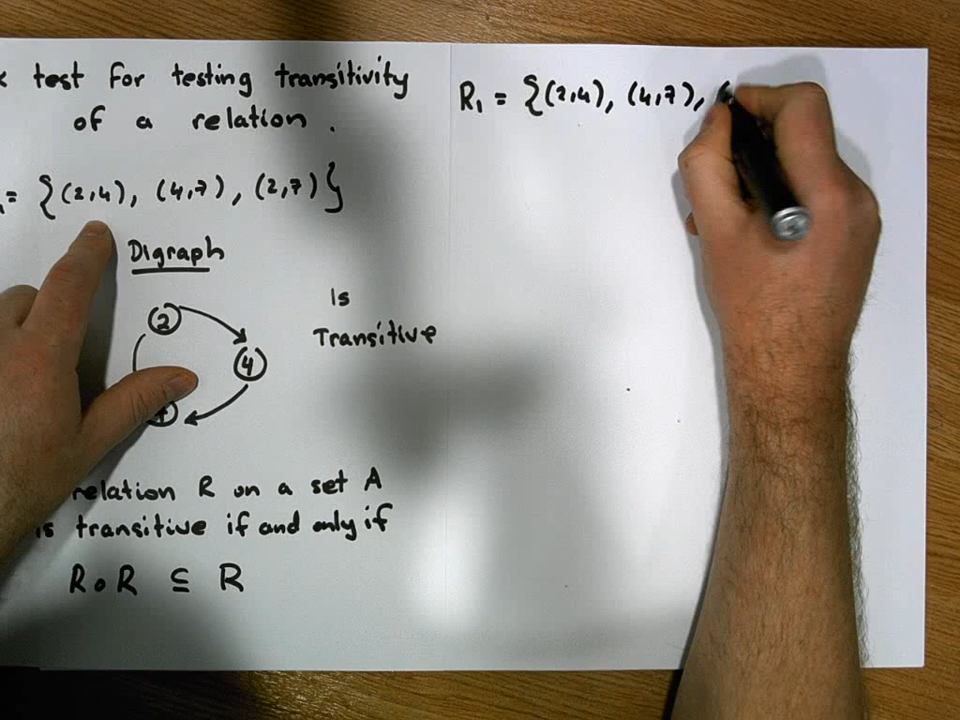 test for testing transitivity
of a relation.
= {(2,4), (4,7), (2,7)}
Digraph
2
4
Is
Transitive
relation R on a set A
is transitive if and only if
R∘R ⊆ R
R₁ = {(2,4), (4,7), (